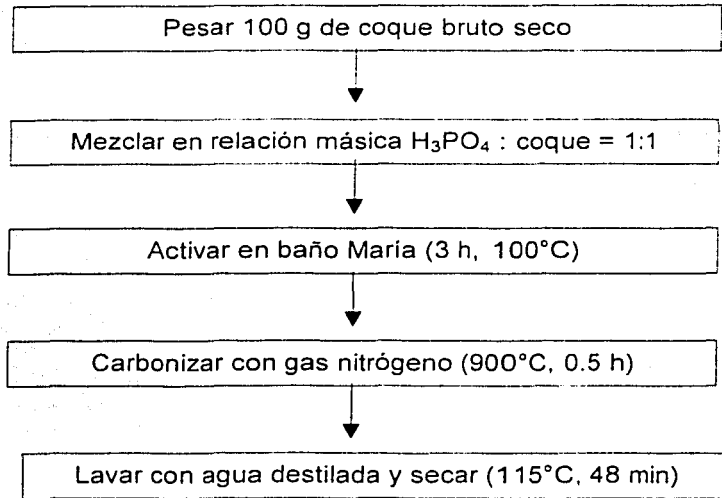 Pesar 100 g de coque bruto seco
Mezclar en relación másica H₃PO₄ : coque = 1:1
Activar en baño María (3 h, 100°C)
Carbonizar con gas nitrógeno (900°C, 0.5 h)
Lavar con agua destilada y secar (115°C, 48 min)